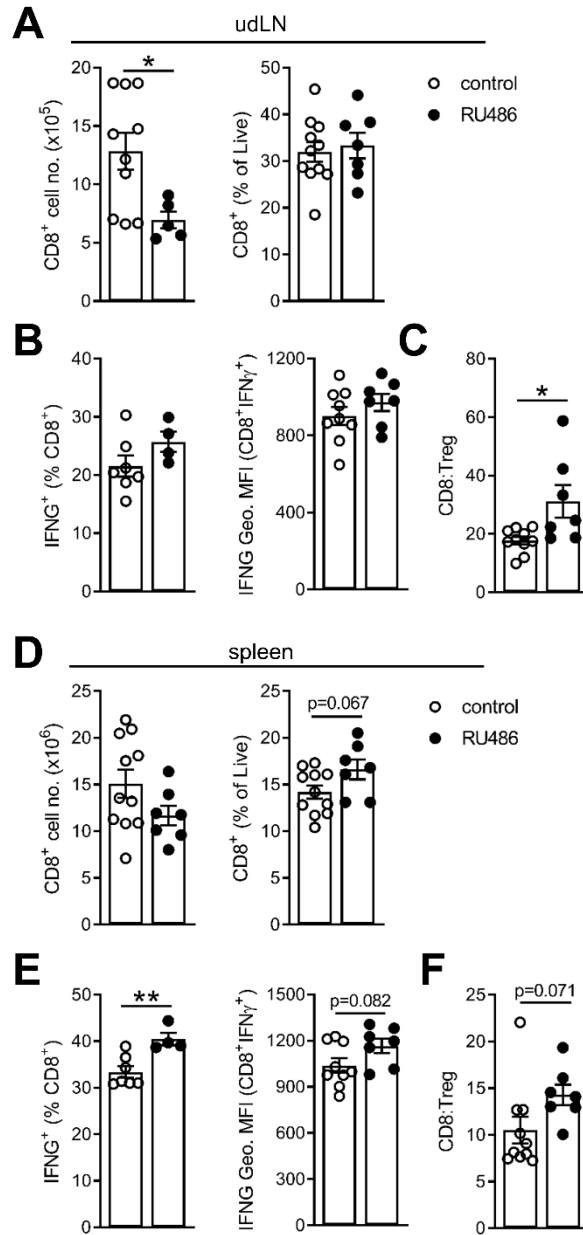 A
udLN
CD8⁺ cell no. (x10⁵)
20
15
10
5
0
*
CD8⁺ (% of Live)
50
40
30
20
10
0
control
RU486
B
IFNG⁺ (% CD8⁺)
40
30
20
10
0
IFNG Geo. MFI (CD8⁺IFNγ⁺)
1200
900
600
300
0
C
CD8:Treg
80
60
40
20
0
*
D
spleen
CD8⁺ cell no. (x10⁶)
25
20
15
10
5
0
CD8⁺ (% of Live)
25
20
15
10
5
0
p=0.067
control
RU486
E
IFNG⁺ (% CD8⁺)
50
40
30
20
10
0
**
IFNG Geo. MFI (CD8⁺IFNγ⁺)
1500
1200
900
600
300
0
p=0.082
F
CD8:Treg
25
20
15
10
5
0
p=0.071